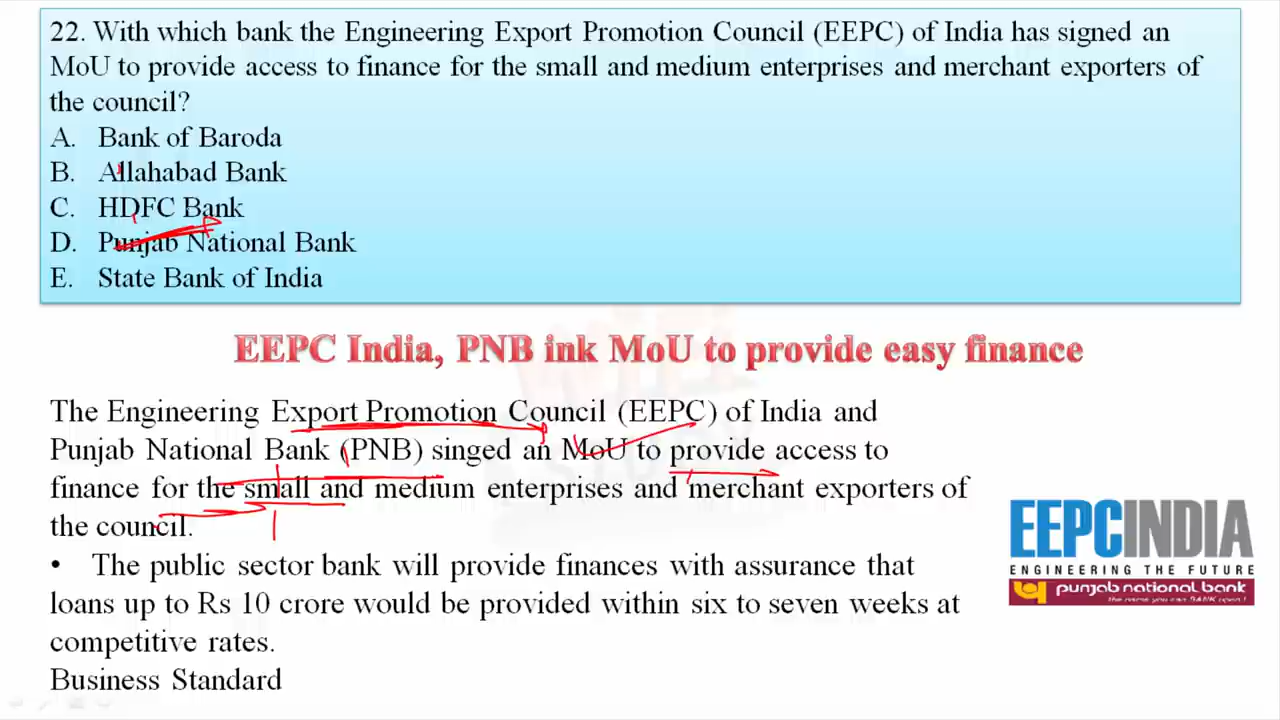 22. With which bank the Engineering Export Promotion Council (EEPC) of India has signed an
MoU to provide access to finance for the small and medium enterprises and merchant exporters of
the council?
A. Bank of Baroda
B. Allahabad Bank
C. HDFC Bank
D. Punjab National Bank
E. State Bank of India
EEPC India, PNB ink MoU to provide easy finance
The Engineering Export Promotion Council (EEPC) of India and
Punjab National Bank (PNB) singed an MoU to provide access to
finance for the small and medium enterprises and merchant exporters of
the council.
• The public sector bank will provide finances with assurance that
loans up to Rs 10 crore would be provided within six to seven weeks at
competitive rates.
Business Standard
EEPCINDIA
ENGINEERING THE FUTURE
punjab national bank
the name you can BANK upon!